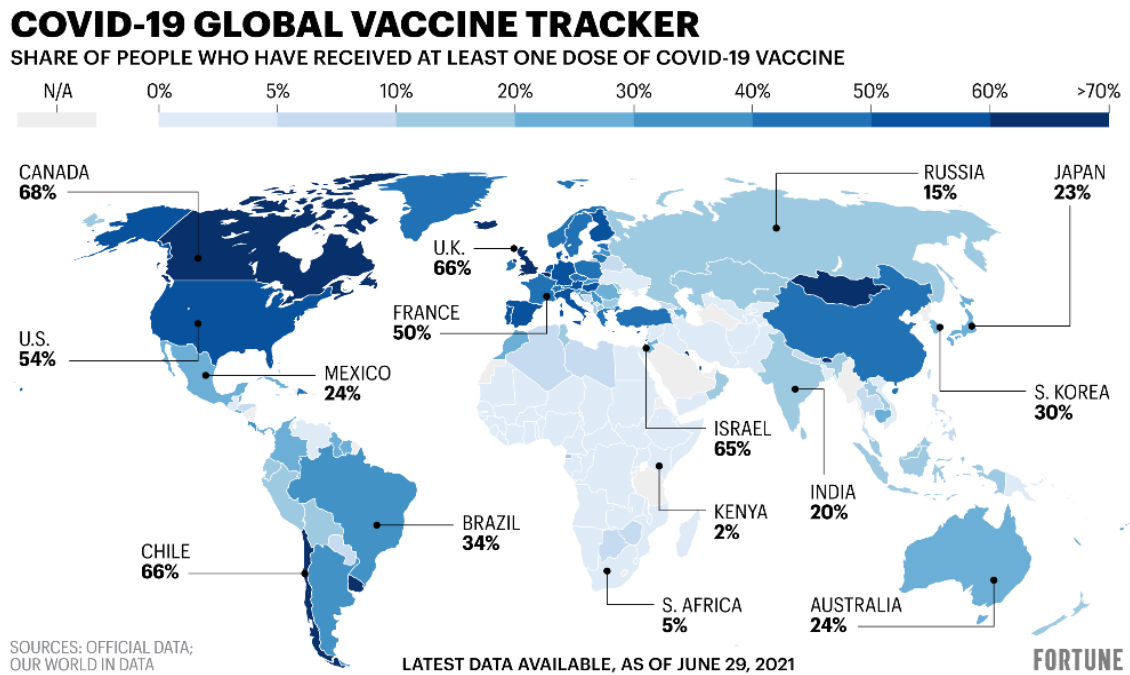 COVID-19 GLOBAL VACCINE TRACKER
SHARE OF PEOPLE WHO HAVE RECEIVED AT LEAST ONE DOSE OF COVID-19 VACCINE
N/A 0% 5% 10% 20% 30% 40% 50% 60% >70%
CANADA
68%
RUSSIA
15%
JAPAN
23%
U.K.
66%
FRANCE
50%
U.S.
54%
MEXICO
24%
S. KOREA
30%
ISRAEL
65%
INDIA
20%
KENYA
2%
BRAZIL
34%
CHILE
66%
S. AFRICA
5%
AUSTRALIA
24%
SOURCES: OFFICIAL DATA;
OUR WORLD IN DATA
LATEST DATA AVAILABLE, AS OF JUNE 29, 2021
FORTUNE